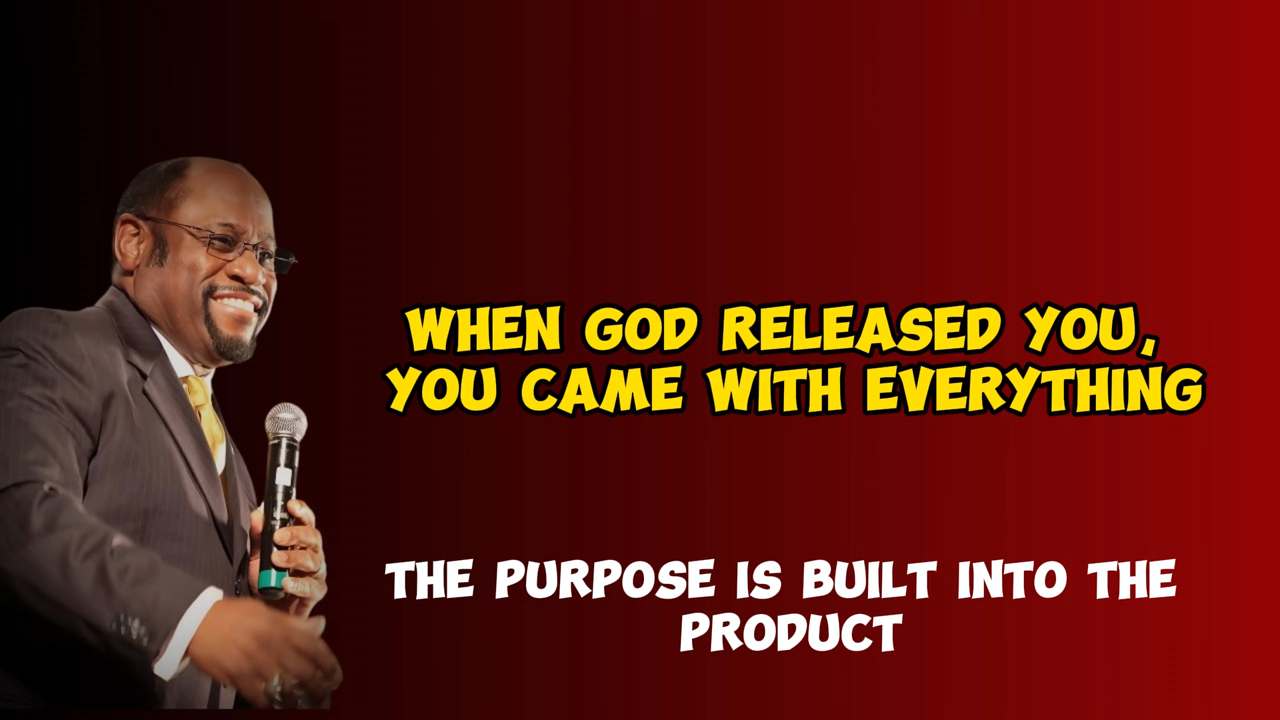 WHEN GOD RELEASED YOU,
YOU CAME WITH EVERYTHING
THE PURPOSE IS BUILT INTO THE
PRODUCT